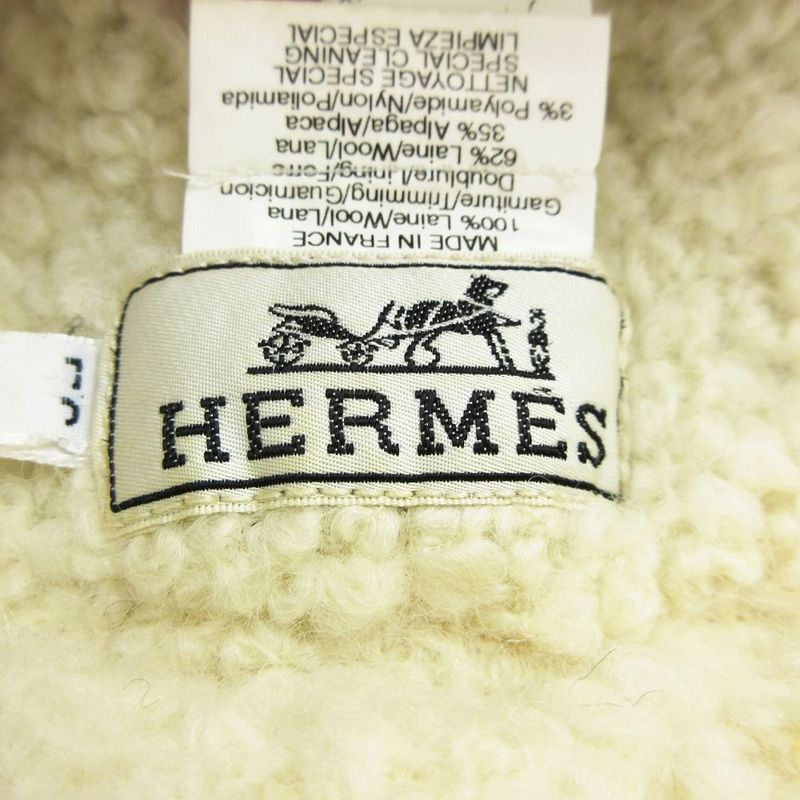 HERMÈS
MADE IN FRANCE
100% Laine/Wool/Lana
Garniture/Trimming/Guarnicion
Doublure/Lining/Forro
62% Laine/Wool/Lana
35% Alpaga/Alpaca
3% Polyamide/Nylon/Poliamida
NETTOYAGE SPECIAL
SPECIAL CLEANING
LIMPIEZA ESPECIAL